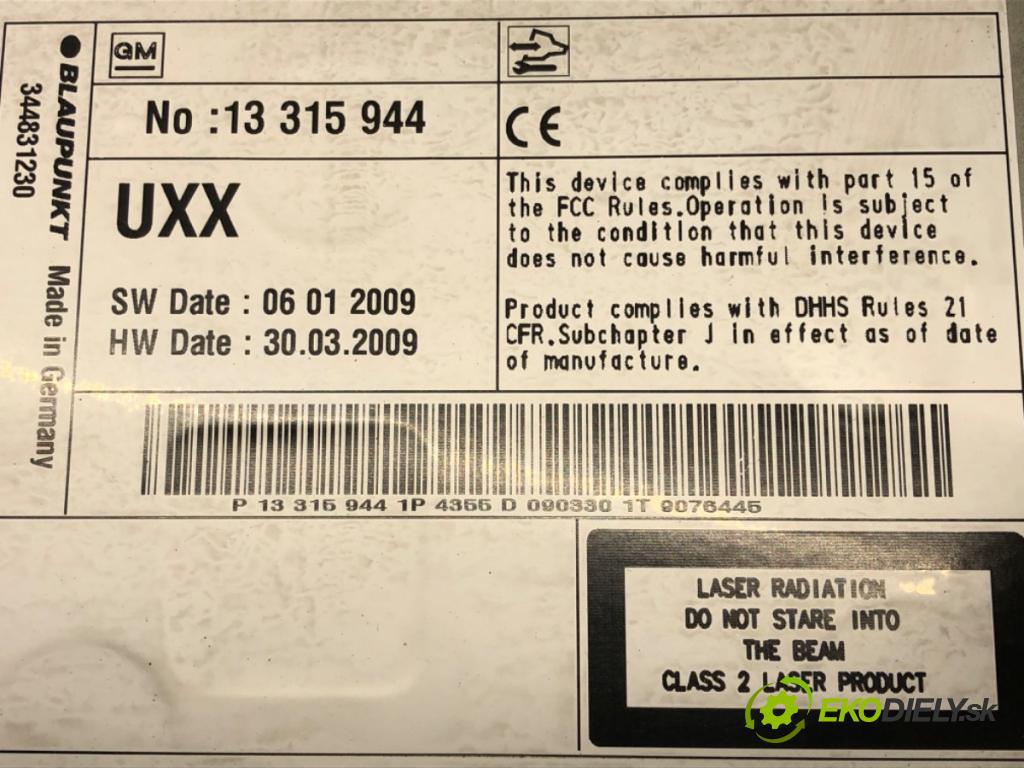 BLAUPUNKT Made in Germany
344831230
GM
No :13 315 944
CE
UXX
SW Date : 06 01 2009
HW Date : 30.03.2009
This device complies with part 15 of
the FCC Rules.Operation is subject
to the condition that this device
does not cause harmful interference.
Product complies with DHHS Rules 21
CFR.Subchapter J in effect as of date
of manufacture.
P 13 315 944 1P 4355 D 090330 1T 9076445
LASER RADIATION
DO NOT STARE INTO
THE BEAM
CLASS 2 LASER PRODUCT
EKODIELY.sk